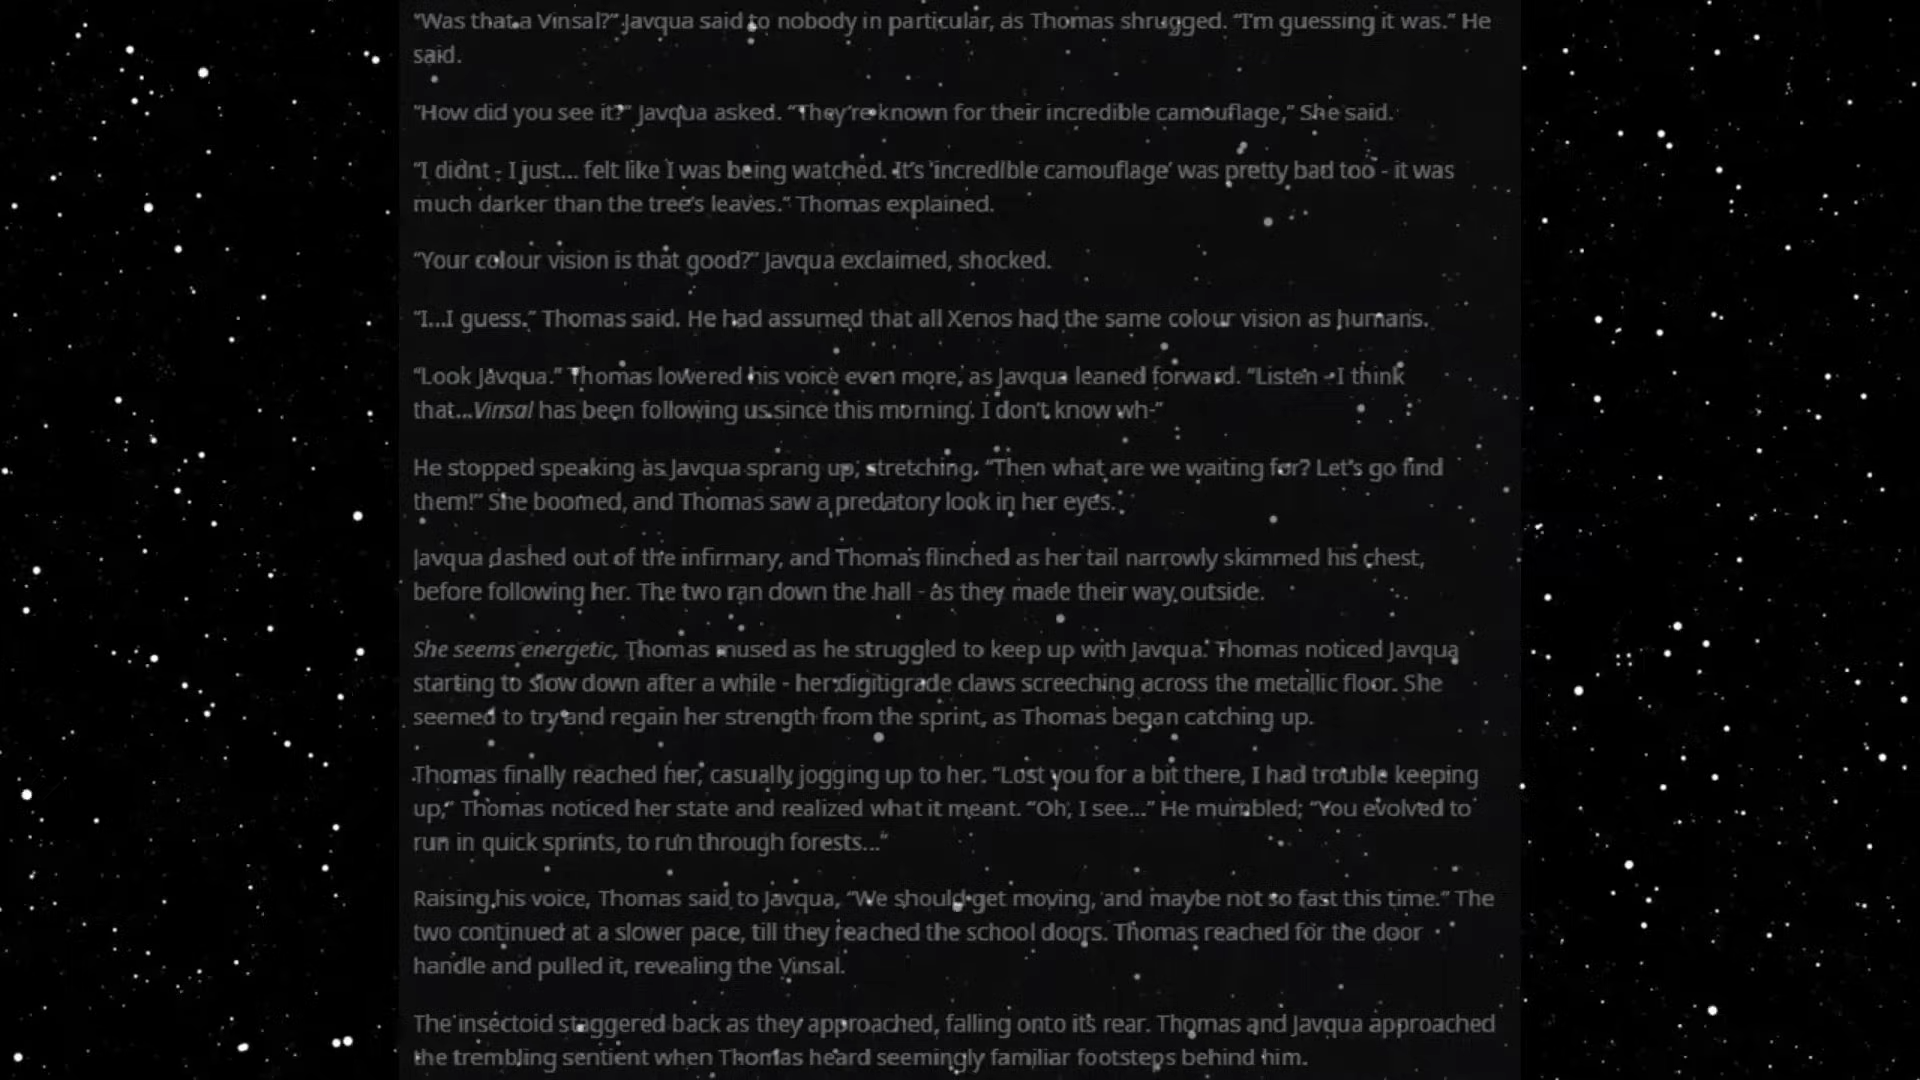 “Was that a Vinsal?” Javqua said to nobody in particular, as Thomas shrugged. “I’m guessing it was.” He
said.
“How did you see it?” Javqua asked. “They’re known for their incredible camouflage,” She said.
“I didnt - I just... felt like I was being watched. It’s ‘incredible camouflage’ was pretty bad too - it was
much darker than the tree’s leaves.” Thomas explained.
“Your colour vision is that good?” Javqua exclaimed, shocked.
“I...I guess.” Thomas said. He had assumed that all Xenos had the same colour vision as humans.
“Look Javqua.” Thomas lowered his voice even more, as Javqua leaned forward. “Listen - I think
that...Vinsal has been following us since this morning. I don’t know wh-”
He stopped speaking as Javqua sprang up, stretching. “Then what are we waiting for? Let’s go find
them!” She boomed, and Thomas saw a predatory look in her eyes.
Javqua dashed out of the infirmary, and Thomas flinched as her tail narrowly skimmed his chest,
before following her. The two ran down the hall - as they made their way outside.
She seems energetic, Thomas mused as he struggled to keep up with Javqua. Thomas noticed Javqua
starting to slow down after a while - her digitigrade claws screeching across the metallic floor. She
seemed to try and regain her strength from the sprint, as Thomas began catching up.
Thomas finally reached her, casually jogging up to her. “Lost you for a bit there, I had trouble keeping
up,” Thomas noticed her state and realized what it meant. “Oh, I see...” He mumbled; “You evolved to
run in quick sprints, to run through forests...”
Raising his voice, Thomas said to Javqua, “We should get moving, and maybe not so fast this time.” The
two continued at a slower pace, till they reached the school doors. Thomas reached for the door
handle and pulled it, revealing the Vinsal.
The insectoid staggered back as they approached, falling onto its rear. Thomas and Javqua approached
the trembling sentient when Thomas heard seemingly familiar footsteps behind him.